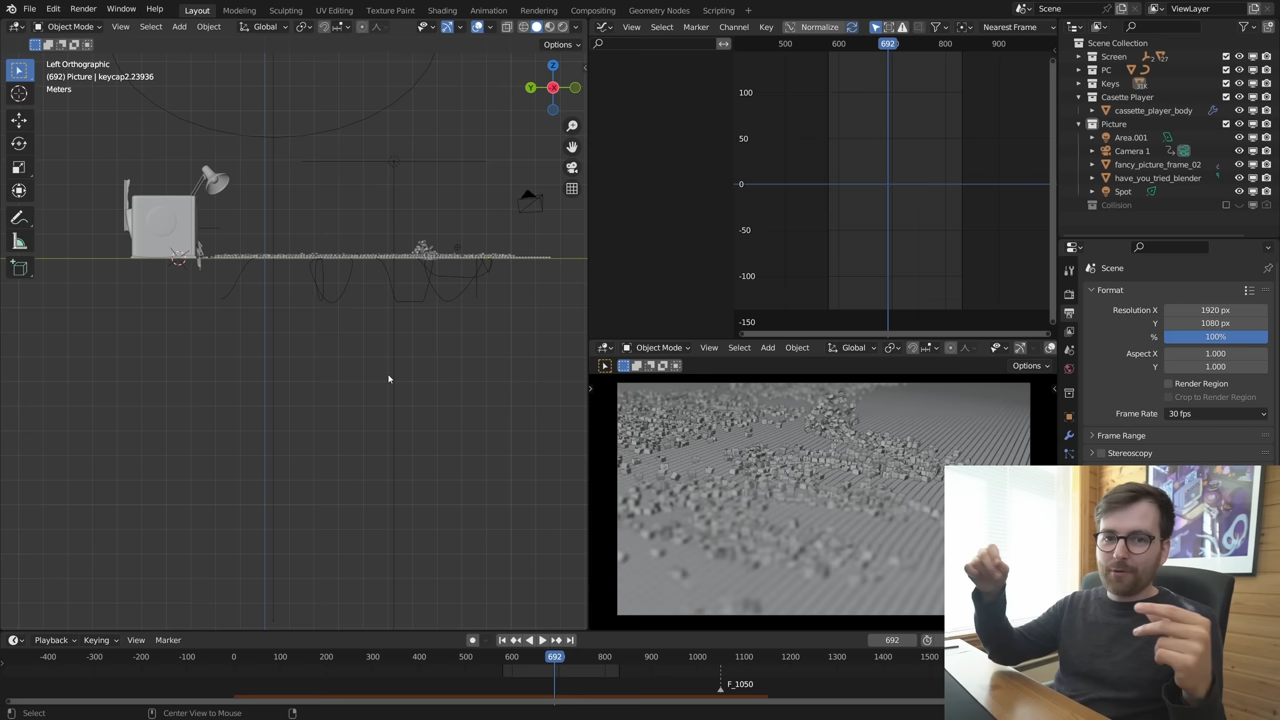 File Edit Render Window Help Layout Modeling Sculpting UV Editing Texture Paint Shading Animation Rendering Compositing Geometry Nodes Scripting Scene ViewLayer
Object Mode View Select Add Object Global
View Select Marker Channel Key Normalize Nearest Frame
Options
500 600 692 800 900
Scene Collection
Left Orthographic
(692) Picture | keycap2.23936
Meters
Z
Y
-X
100
50
0
-50
-100
-150
Screen
PC
Keys
Casette Player
cassette_player_body
Picture
Area.001
Camera 1
fancy_picture_frame_02
have_you_tried_blender
Spot
Collision
Scene
Format
Resolution X 1920 px
Y 1080 px
% 100%
Aspect X 1.000
Y 1.000
Render Region
Crop to Render Region
Frame Rate 30 fps
Frame Range
Stereoscopy
Object Mode View Select Add Object Global
Options
Playback Keying View Marker 692
-400 -300 -200 -100 0 100 200 300 400 500 600 692 800 900 1000 1100 1200 1300 1400 1500
F_1050
Select Center View to Mouse